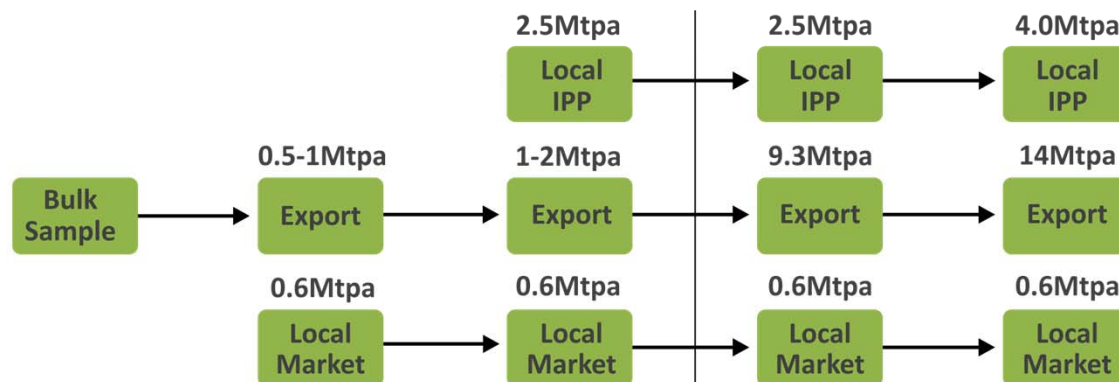 2.5Mtpa
Local
IPP
2.5Mtpa
Local
IPP
4.0Mtpa
Local
IPP
Bulk
Sample
0.5-1Mtpa
Export
1-2Mtpa
Export
9.3Mtpa
Export
14Mtpa
Export
0.6Mtpa
Local
Market
0.6Mtpa
Local
Market
0.6Mtpa
Local
Market
0.6Mtpa
Local
Market